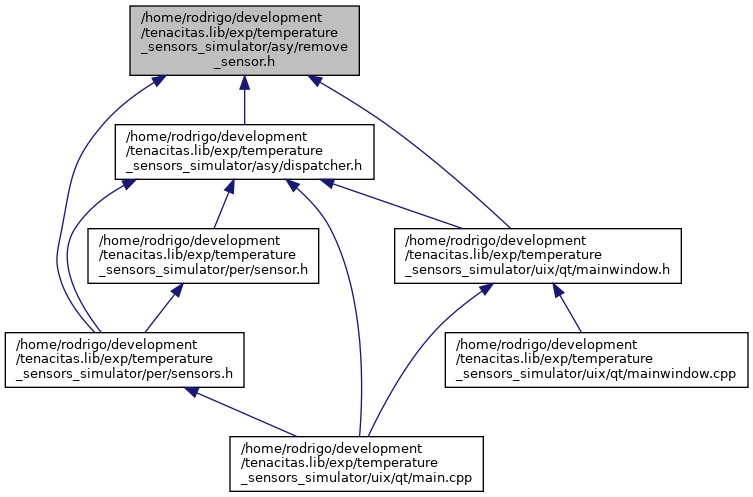 /home/rodrigo/development
/tenacitas.lib/exp/temperature
_sensors_simulator/asy/remove
_sensor.h
/home/rodrigo/development
/tenacitas.lib/exp/temperature
_sensors_simulator/asy/dispatcher.h
/home/rodrigo/development
/tenacitas.lib/exp/temperature
_sensors_simulator/per/sensor.h
/home/rodrigo/development
/tenacitas.lib/exp/temperature
_sensors_simulator/uix/qt/mainwindow.h
/home/rodrigo/development
/tenacitas.lib/exp/temperature
_sensors_simulator/per/sensors.h
/home/rodrigo/development
/tenacitas.lib/exp/temperature
_sensors_simulator/uix/qt/mainwindow.cpp
/home/rodrigo/development
/tenacitas.lib/exp/temperature
_sensors_simulator/uix/qt/main.cpp